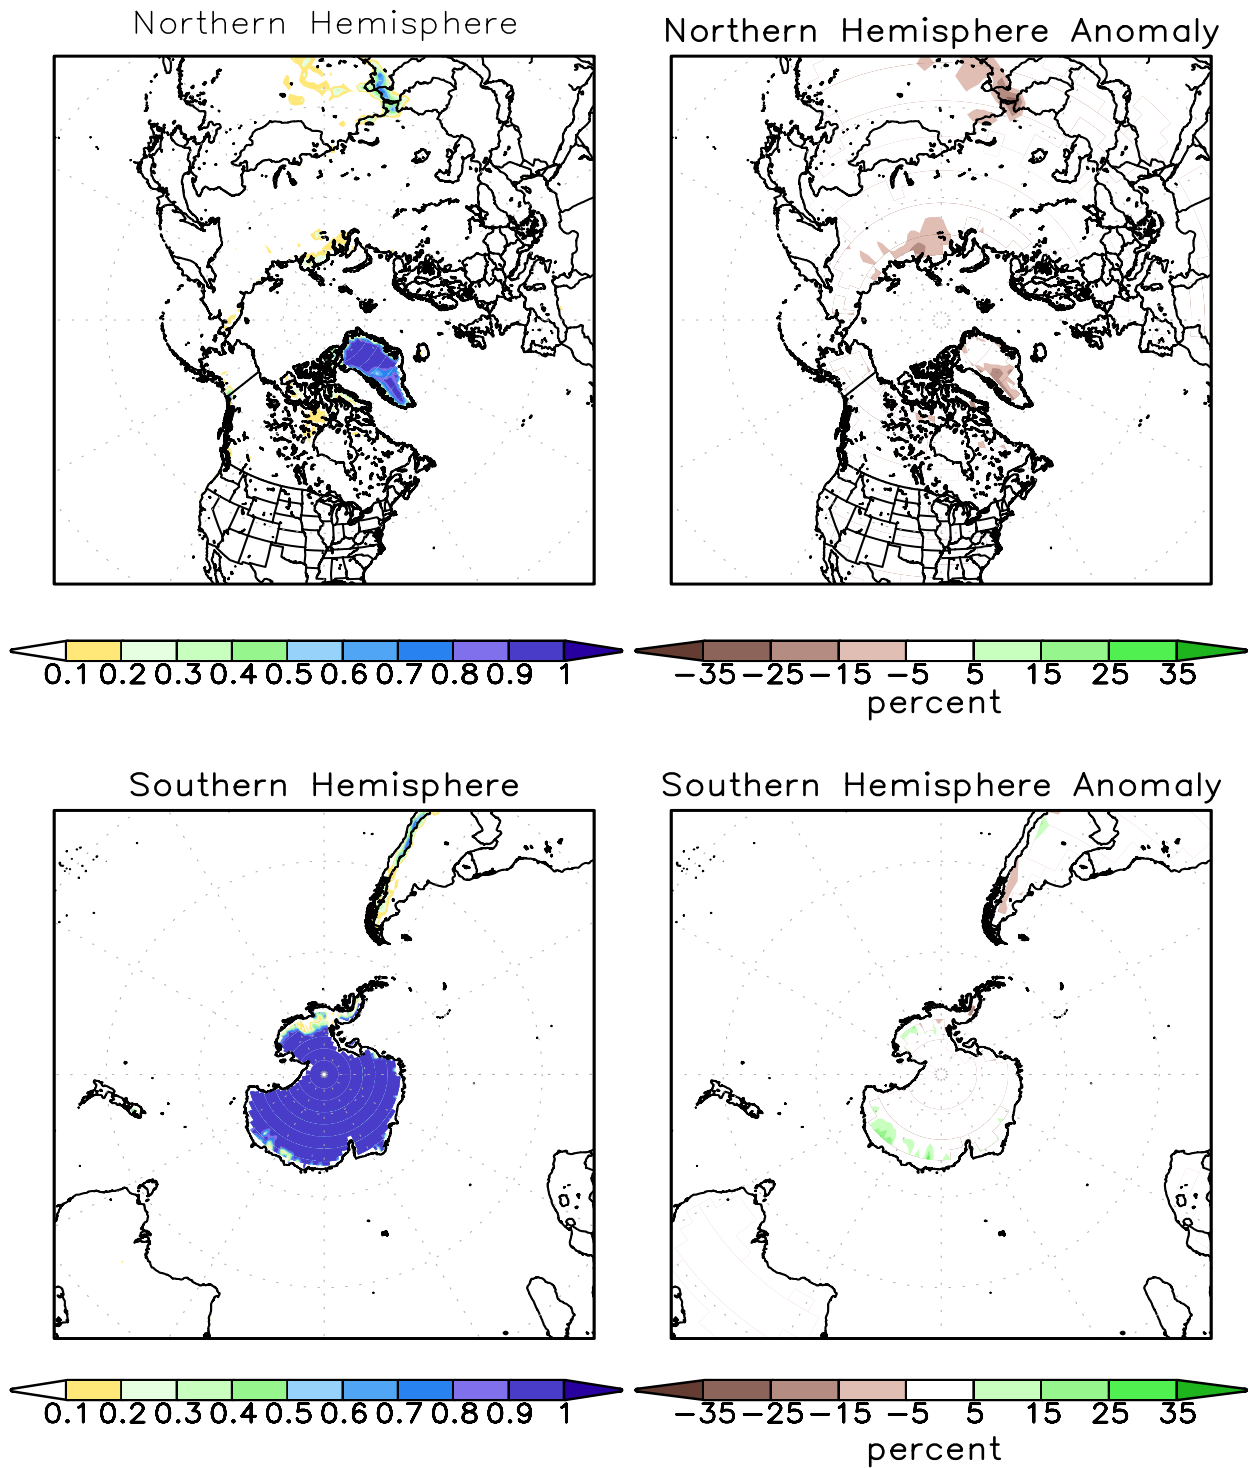 Northern Hemisphere
Northern Hemisphere Anomaly
0.1 0.2 0.3 0.4 0.5 0.6 0.7 0.8 0.9 1
-35 -25 -15 -5 5 15 25 35
percent
Southern Hemisphere
Southern Hemisphere Anomaly
0.1 0.2 0.3 0.4 0.5 0.6 0.7 0.8 0.9 1
-35 -25 -15 -5 5 15 25 35
percent